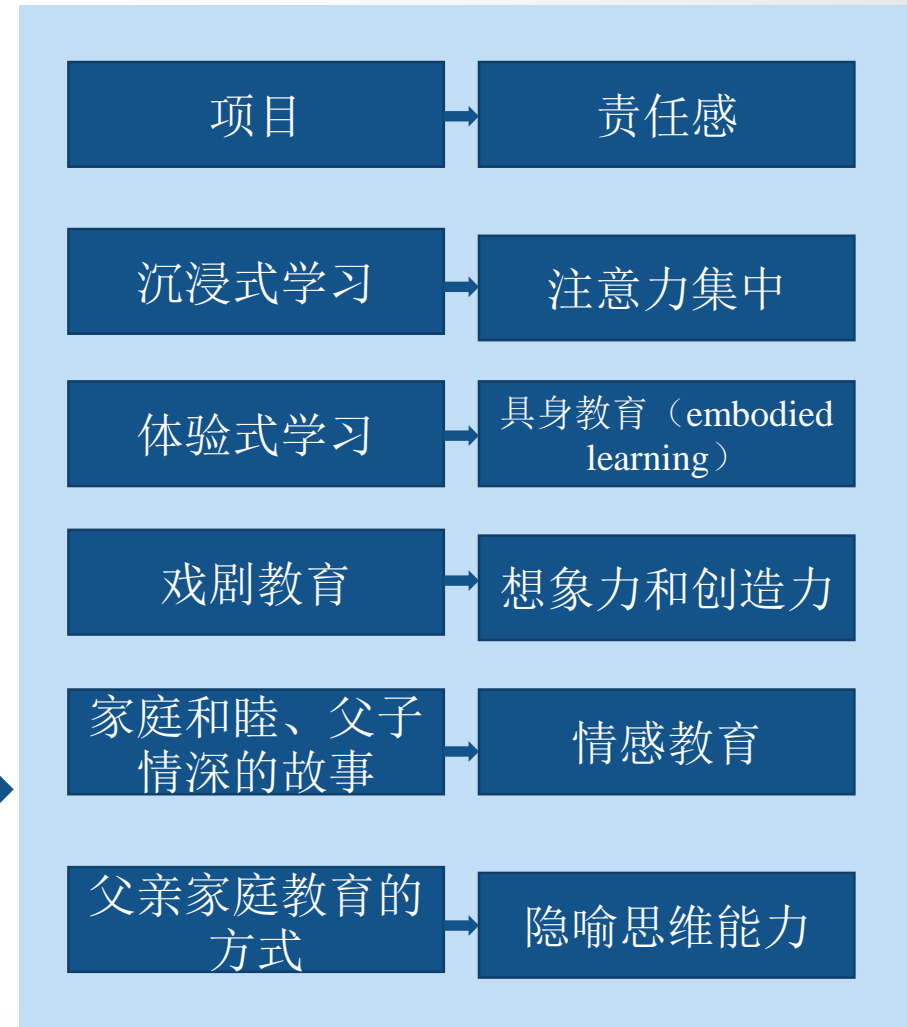 项目
责任感
沉浸式学习
注意力集中
体验式学习
具身教育（embodied
learning）
戏剧教育
想象力和创造力
家庭和睦、父子
情深的故事
情感教育
父亲家庭教育的
方式
隐喻思维能力